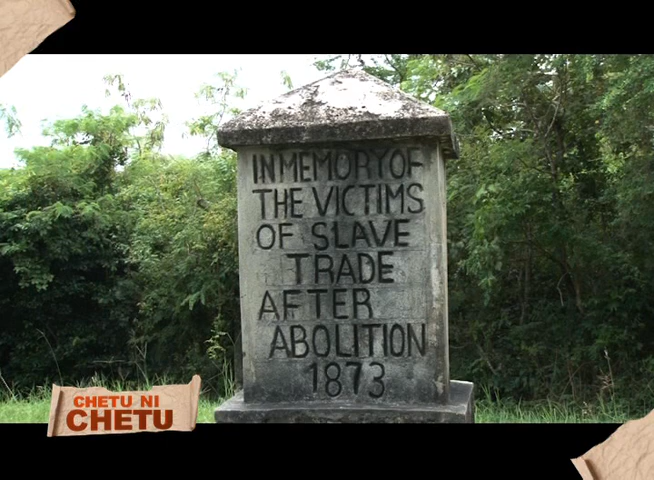 IN MEMORY OF
THE VICTIMS
OF SLAVE
TRADE
AFTER
ABOLITION
1873
CHETU NI
CHETU